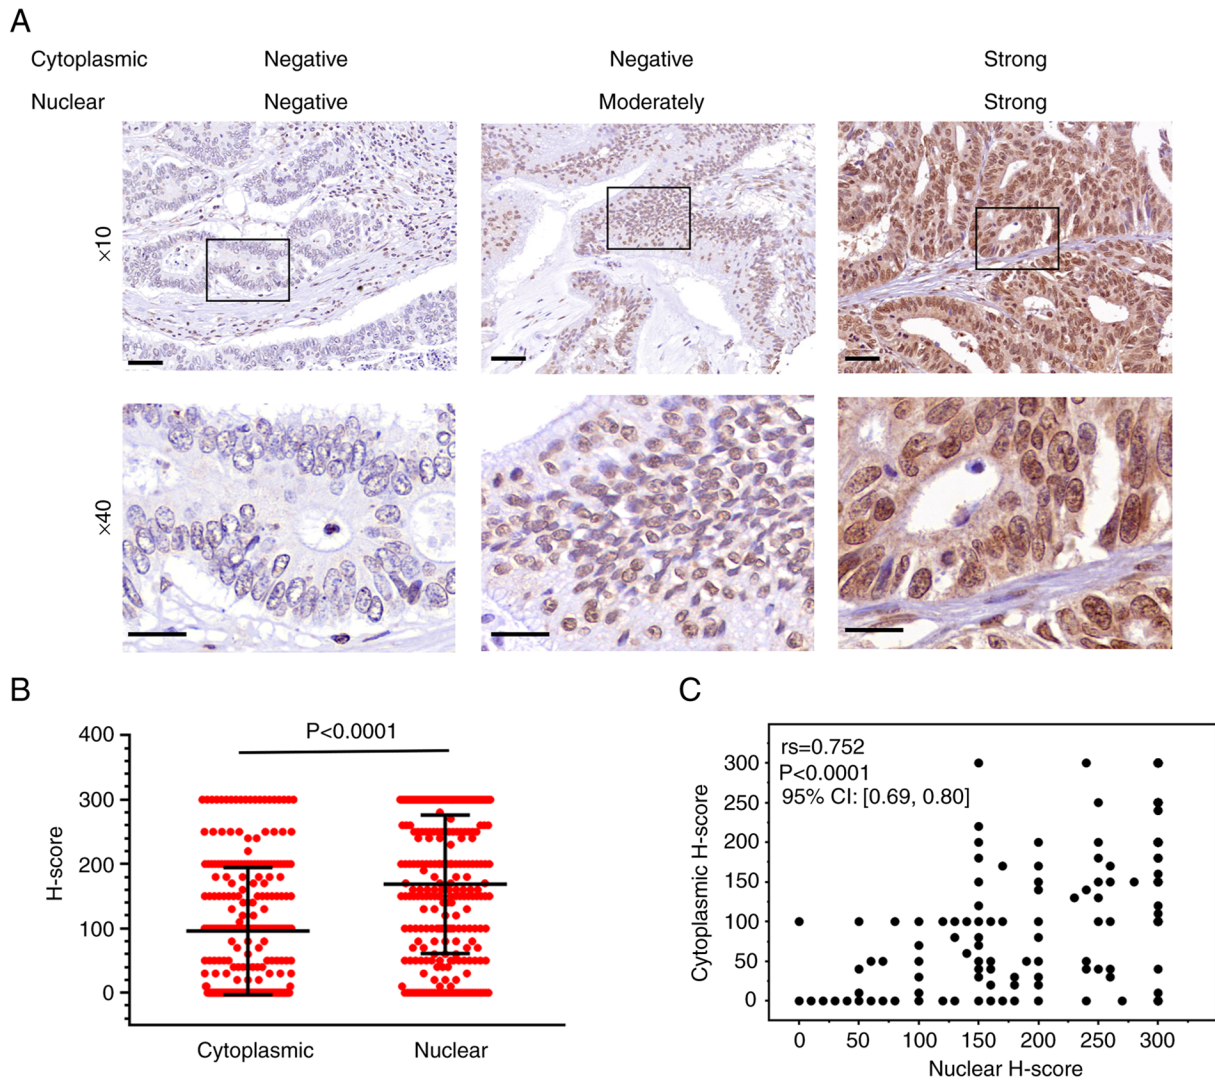 A
Cytoplasmic Negative Negative Strong
Nuclear Negative Moderately Strong
×10
×40
B
P<0.0001
H-score
400
300
200
100
0
Cytoplasmic Nuclear
C
rs=0.752
P<0.0001
95% CI: [0.69, 0.80]
Cytoplasmic H-score
300
250
200
150
100
50
0
0 50 100 150 200 250 300
Nuclear H-score